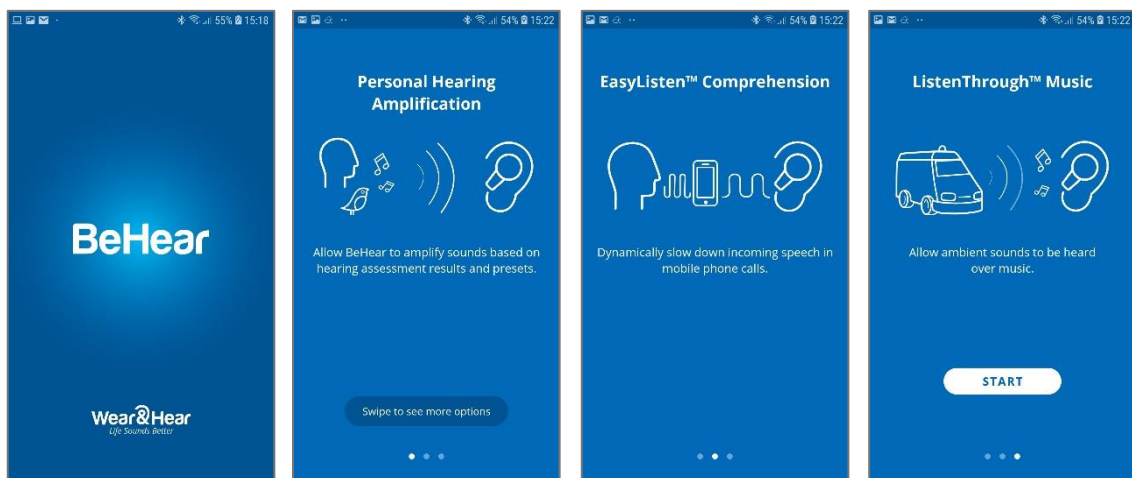 55% 15:18
BeHear
Wear&Hear
Life Sounds Better
54% 15:22
Personal Hearing
Amplification
Allow BeHear to amplify sounds based on
hearing assessment results and presets.
Swipe to see more options
54% 15:22
EasyListen™ Comprehension
Dynamically slow down incoming speech in
mobile phone calls.
54% 15:22
ListenThrough™ Music
Allow ambient sounds to be heard
over music.
START